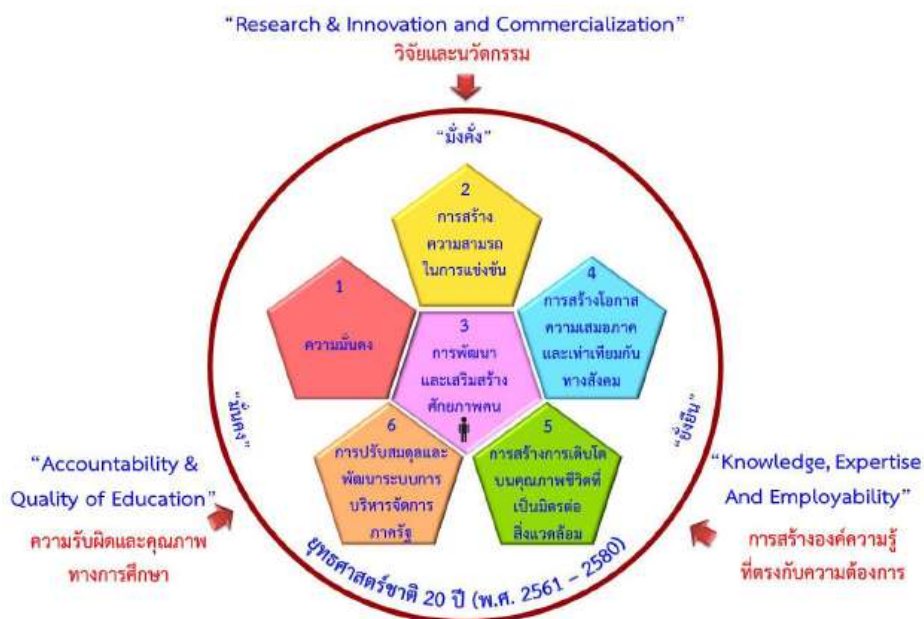 “Research & Innovation and Commercialization”
วิจัยและนวัตกรรม
“มั่งคั่ง”
2
การสร้าง
ความสามารถ
ในการแข่งขัน
1
ความมั่นคง
4
การสร้างโอกาส
ความเสมอภาค
และเท่าเทียมกัน
ทางสังคม
3
การพัฒนา
และเสริมสร้าง
ศักยภาพคน
“มั่นคง”
“ยั่งยืน”
6
การปรับสมดุลและ
พัฒนาระบบการ
บริหารจัดการ
ภาครัฐ
5
การสร้างการเติบโต
บนคุณภาพชีวิตที่
เป็นมิตรต่อ
สิ่งแวดล้อม
“Accountability &
Quality of Education”
ความรับผิดและคุณภาพ
ทางการศึกษา
“Knowledge, Expertise
And Employability”
การสร้างองค์ความรู้
ที่ตรงกับความต้องการ
ยุทธศาสตร์ชาติ 20 ปี (พ.ศ. 2561 – 2580)